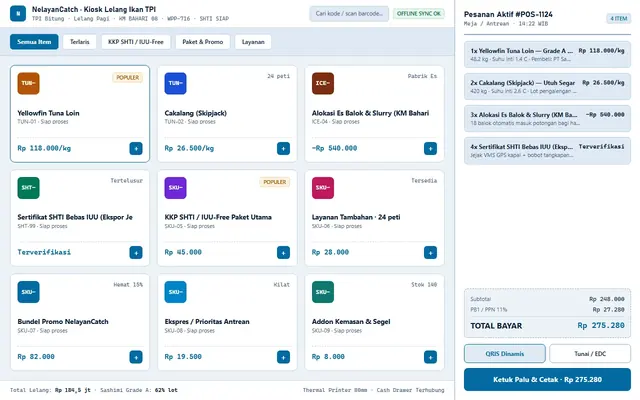 N
NelayanCatch · Kiosk Lelang Ikan TPI
TPI Bitung · Lelang Pagi · KM BAHARI 08 · WPP-716 · SHTI SIAP
Cari kode / scan barcode...
OFFLINE SYNC OK
Semua Item
Terlaris
KKP SHTI / IUU-Free
Paket & Promo
Layanan
TUN-
POPULER
Yellowfin Tuna Loin
TUN-01 · Siap proses
Rp 118.000/kg
+
TUN-
24 peti
Cakalang (Skipjack)
TUN-02 · Siap proses
Rp 26.500/kg
+
ICE-
Pabrik Es
Alokasi Es Balok & Slurry (KM Bahari
ICE-04 · Siap proses
-Rp 540.000
+
SHT-
Tertelusur
Sertifikat SHTI Bebas IUU (Ekspor Je
SHT-99 · Siap proses
Terverifikasi
+
SKU-
POPULER
KKP SHTI / IUU-Free Paket Utama
SKU-05 · Siap proses
Rp 45.000
+
SKU-
Tersedia
Layanan Tambahan · 24 peti
SKU-06 · Siap proses
Rp 28.000
+
SKU-
Hemat 15%
Bundel Promo NelayanCatch
SKU-07 · Siap proses
Rp 82.000
+
SKU-
Kilat
Ekspres / Prioritas Antrean
SKU-08 · Siap proses
Rp 19.500
+
SKU-
Stok 140
Addon Kemasan & Segel
SKU-09 · Siap proses
Rp 8.000
+
Total Lelang: Rp 184,5 jt · Sashimi Grade A: 62% lot
Thermal Printer 80mm · Cash Drawer Terhubung
Pesanan Aktif #POS-1124
Meja / Antrean · 14:22 WIB
4 ITEM
1x Yellowfin Tuna Loin — Grade A ...
Rp 118.000/kg
48,2 kg · Suhu inti 1.4 C · Pembeli: PT Sa...
2x Cakalang (Skipjack) — Utuh Segar
Rp 26.500/kg
420 kg · Suhu inti 2.6 C · Lot pengalengan ...
3x Alokasi Es Balok & Slurry (KM Ba...
-Rp 540.000
18 balok otomatis masuk potongan bagi ha...
4x Sertifikat SHTI Bebas IUU (Eksp...
Terverifikasi
Jejak VMS GPS kapal + bobot tangkapan...
Subtotal
Rp 248.000
PB1 / PPN 11%
Rp 27.280
TOTAL BAYAR
Rp 275.280
QRIS Dinamis
Tunai / EDC
Ketuk Palu & Cetak · Rp 275.280